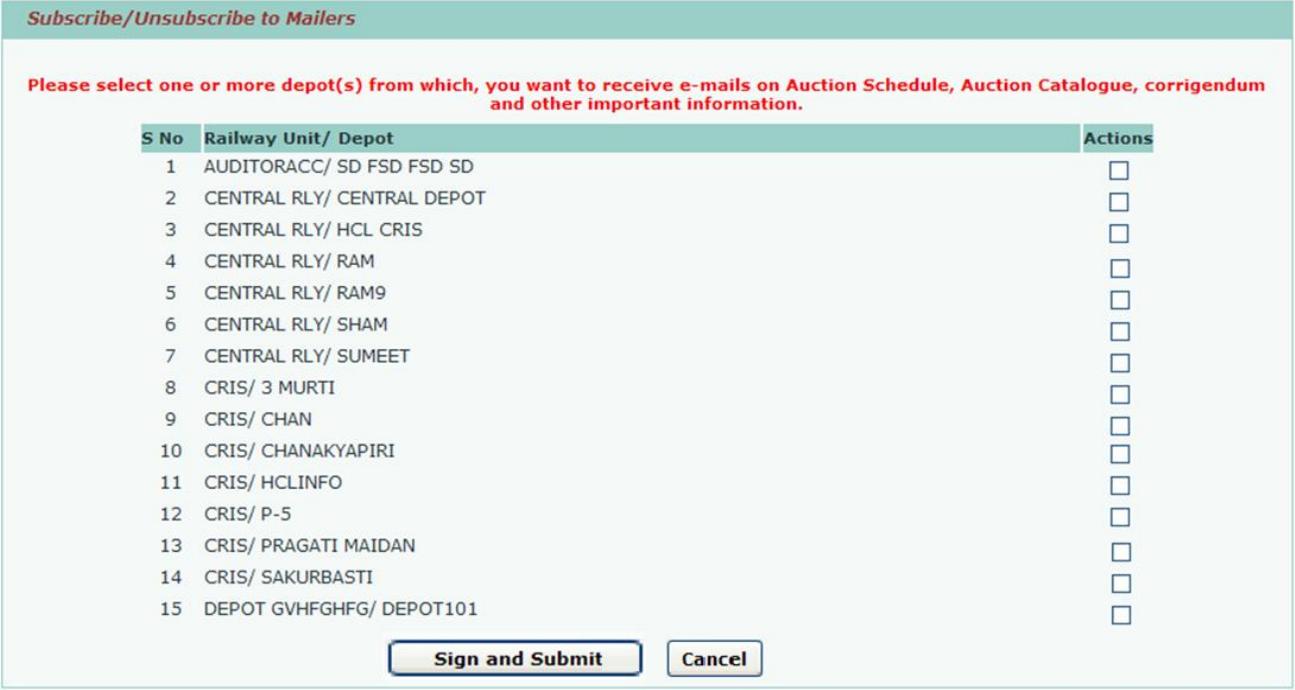 Subscribe/Unsubscribe to Mailers
Please select one or more depot(s) from which, you want to receive e-mails on Auction Schedule, Auction Catalogue, corrigendum
and other important information.
S No Railway Unit/ Depot Actions
1 AUDITORACC/ SD FSD FSD SD
2 CENTRAL RLY/ CENTRAL DEPOT
3 CENTRAL RLY/ HCL CRIS
4 CENTRAL RLY/ RAM
5 CENTRAL RLY/ RAM9
6 CENTRAL RLY/ SHAM
7 CENTRAL RLY/ SUMEET
8 CRIS/ 3 MURTI
9 CRIS/ CHAN
10 CRIS/ CHANAKYAPIRI
11 CRIS/ HCLINFO
12 CRIS/ P-5
13 CRIS/ PRAGATI MAIDAN
14 CRIS/ SAKURBASTI
15 DEPOT GVHFGHFG/ DEPOT101
Sign and Submit Cancel